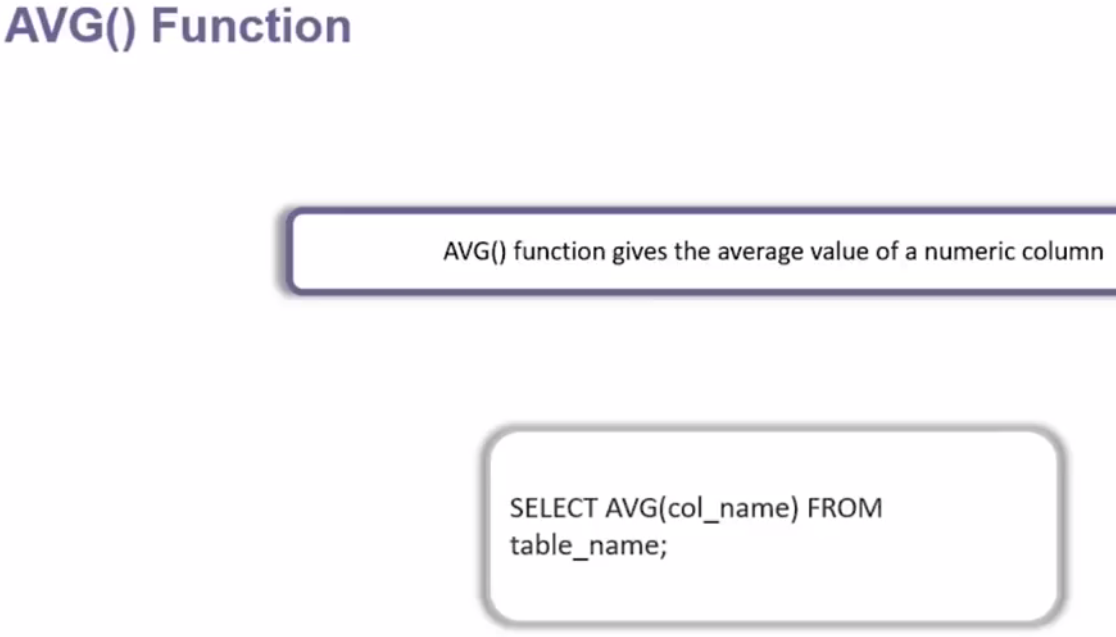 AVG() Function
AVG() function gives the average value of a numeric column
SELECT AVG(col_name) FROM
table_name;